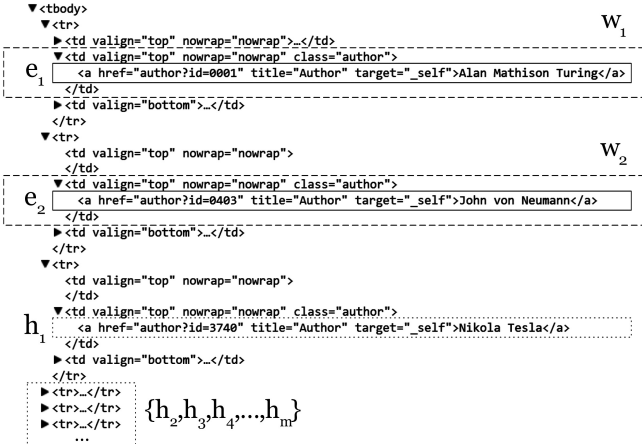 ▼<tbody>
▼<tr> w1
▶<td valign="top" nowrap="nowrap">…</td>
▼<td valign="top" nowrap="nowrap" class="author">
e1 <a href="author?id=0001" title="Author" target="_self">Alan Mathison Turing</a>
</td>
▶<td valign="bottom">…</td>
</tr>
▼<tr>
<td valign="top" nowrap="nowrap"> w2
</td>
▼<td valign="top" nowrap="nowrap" class="author">
e2 <a href="author?id=0403" title="Author" target="_self">John von Neumann</a>
</td>
▶<td valign="bottom">…</td>
</tr>
▼<tr>
<td valign="top" nowrap="nowrap">
</td>
▼<td valign="top" nowrap="nowrap" class="author">
h1 <a href="author?id=3740" title="Author" target="_self">Nikola Tesla</a>
</td>
▶<td valign="bottom">…</td>
</tr>
▶<tr>…</tr>
▶<tr>…</tr> {h2,h3,h4,...,hm}
▶<tr>…</tr>
...